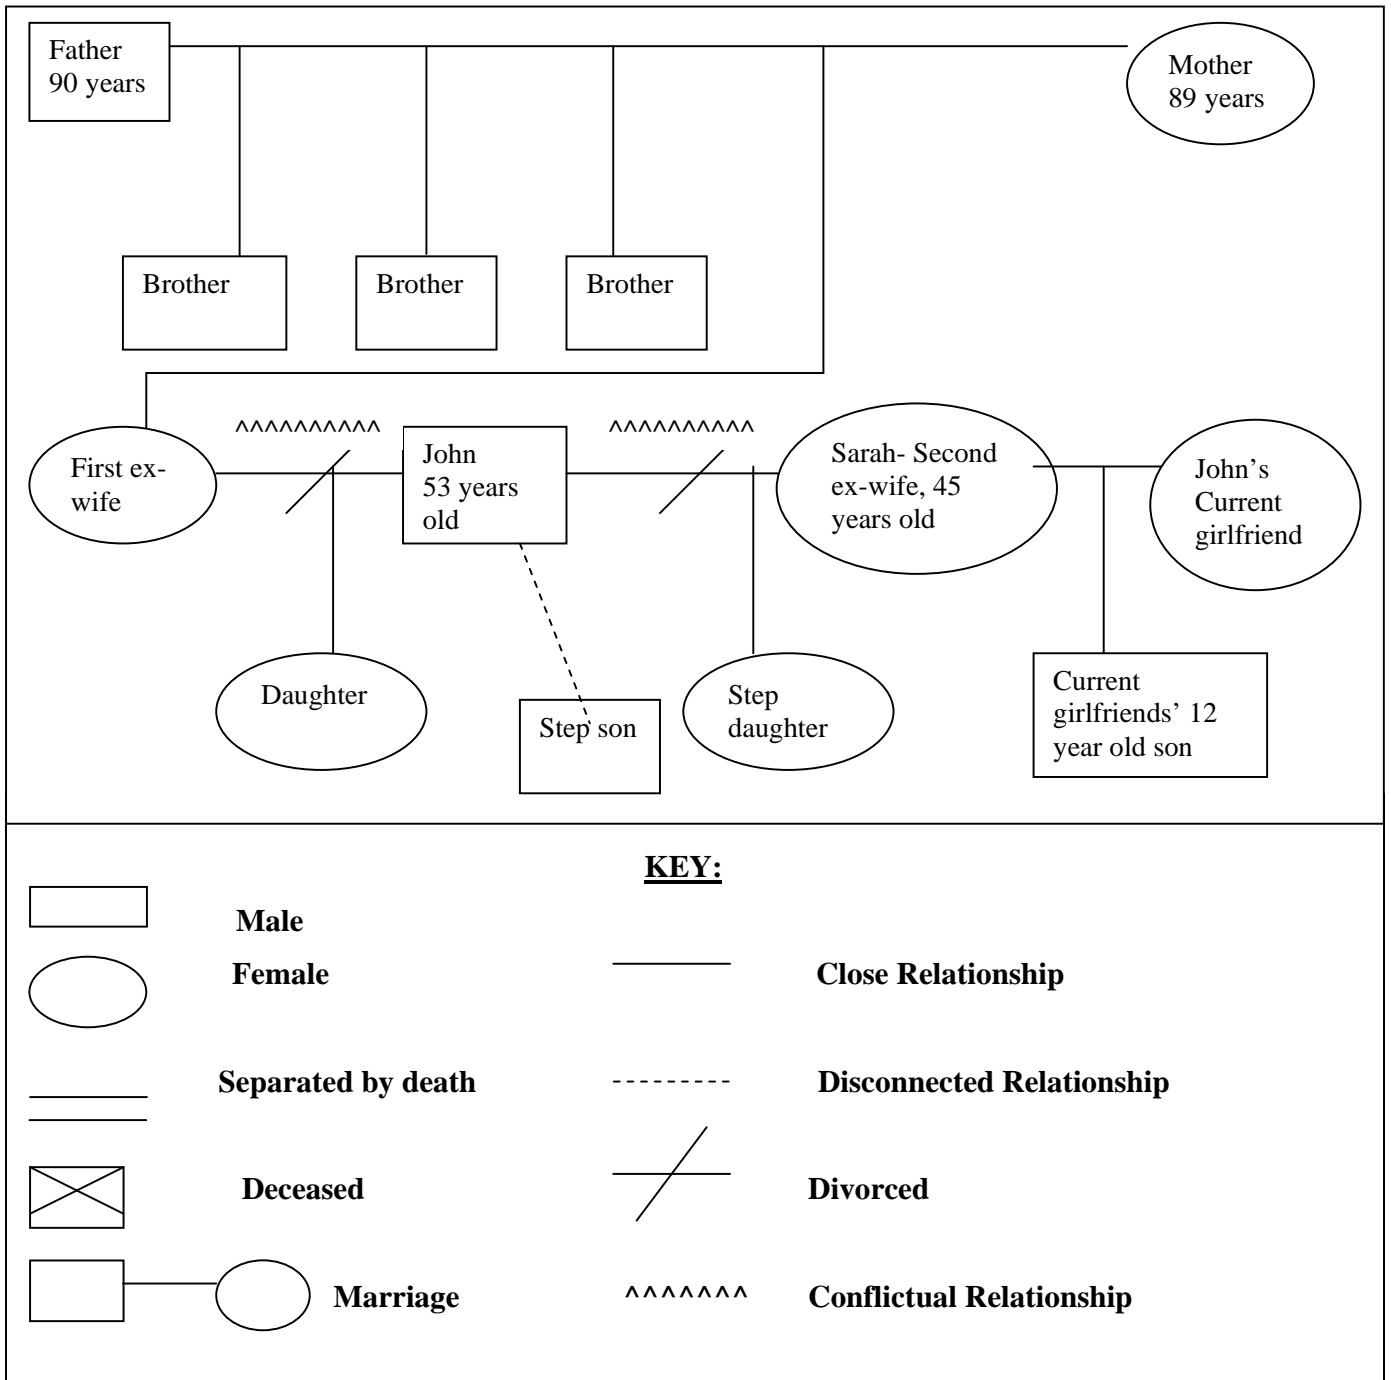 Father
90 years
Mother
89 years
Brother
Brother
Brother
^^^^^^^^^^
^^^^^^^^^^
First ex-
wife
John
53 years
old
Sarah- Second
ex-wife, 45
years old
John’s
Current
girlfriend
Daughter
Step son
Step
daughter
Current
girlfriends’ 12
year old son
KEY:
Male
Female
Close Relationship
Separated by death
Disconnected Relationship
Deceased
Divorced
Marriage
^^^^^^^
Conflictual Relationship